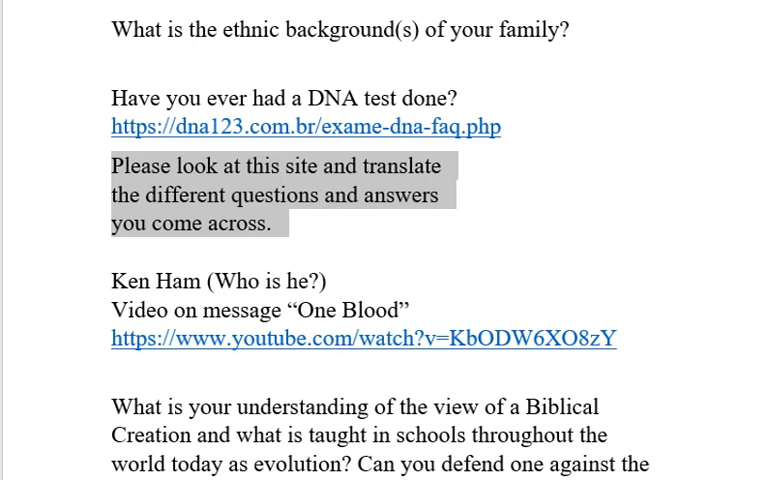 What is the ethnic background(s) of your family?
Have you ever had a DNA test done?
https://dna123.com.br/exame-dna-faq.php
Please look at this site and translate
the different questions and answers
you come across.
Ken Ham (Who is he?)
Video on message “One Blood”
https://www.youtube.com/watch?v=KbODW6XO8zY
What is your understanding of the view of a Biblical
Creation and what is taught in schools throughout the
world today as evolution? Can you defend one against the